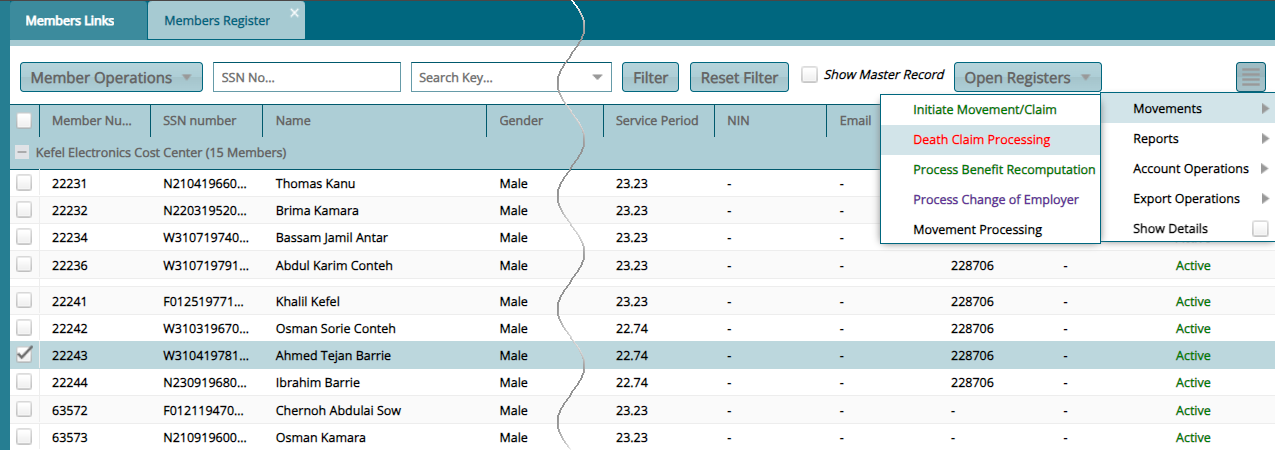 Members Links Members Register ×
Member Operations SSN No... Search Key... Filter Reset Filter Show Master Record Open Registers
Initiate Movement/Claim
Death Claim Processing
Process Benefit Recomputation
Process Change of Employer
Movement Processing
Movements
Reports
Account Operations
Export Operations
Show Details
Member Nu... SSN number Name Gender Service Period NIN Email
Kefel Electronics Cost Center (15 Members)
22231 N210419660... Thomas Kanu Male 23.23 - -
22232 N220319520... Brima Kamara Male 23.23 - -
22234 W310719740... Bassam Jamil Antar Male 23.23 - -
22236 W310719791... Abdul Karim Conteh Male 23.23 - - 228706 - Active
22241 F012519771... Khalil Kefel Male 23.23 - - 228706 - Active
22242 W310319670... Osman Sorie Conteh Male 22.74 - - 228706 - Active
22243 W310419781... Ahmed Tejan Barrie Male 22.74 - - 228706 - Active
22244 N230919680... Ibrahim Barrie Male 22.74 - - 228706 - Active
63572 F012119470... Chernoh Abdulai Sow Male 23.23 - - - - Active
63573 N210919600... Osman Kamara Male 23.23 - - - - Active